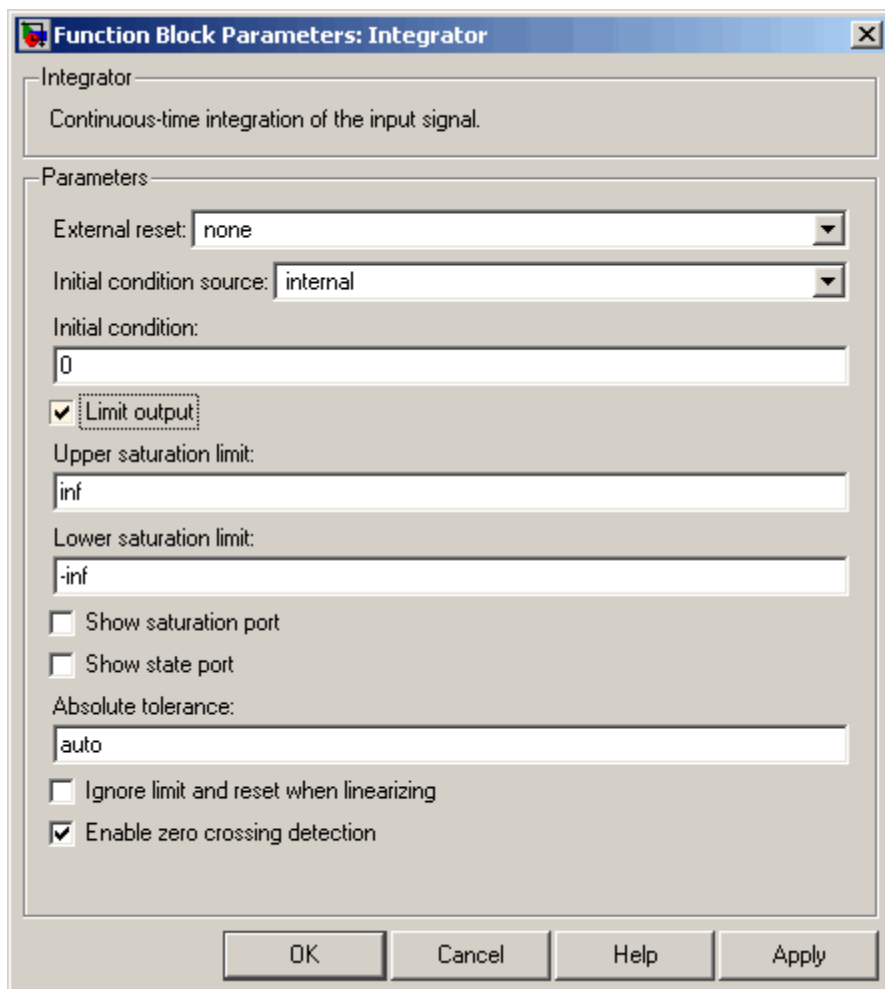 Function Block Parameters: Integrator
Integrator
Continuous-time integration of the input signal.
Parameters
External reset: none
Initial condition source: internal
Initial condition:
0
Limit output
Upper saturation limit:
inf
Lower saturation limit:
-inf
Show saturation port
Show state port
Absolute tolerance:
auto
Ignore limit and reset when linearizing
Enable zero crossing detection
OK Cancel Help Apply